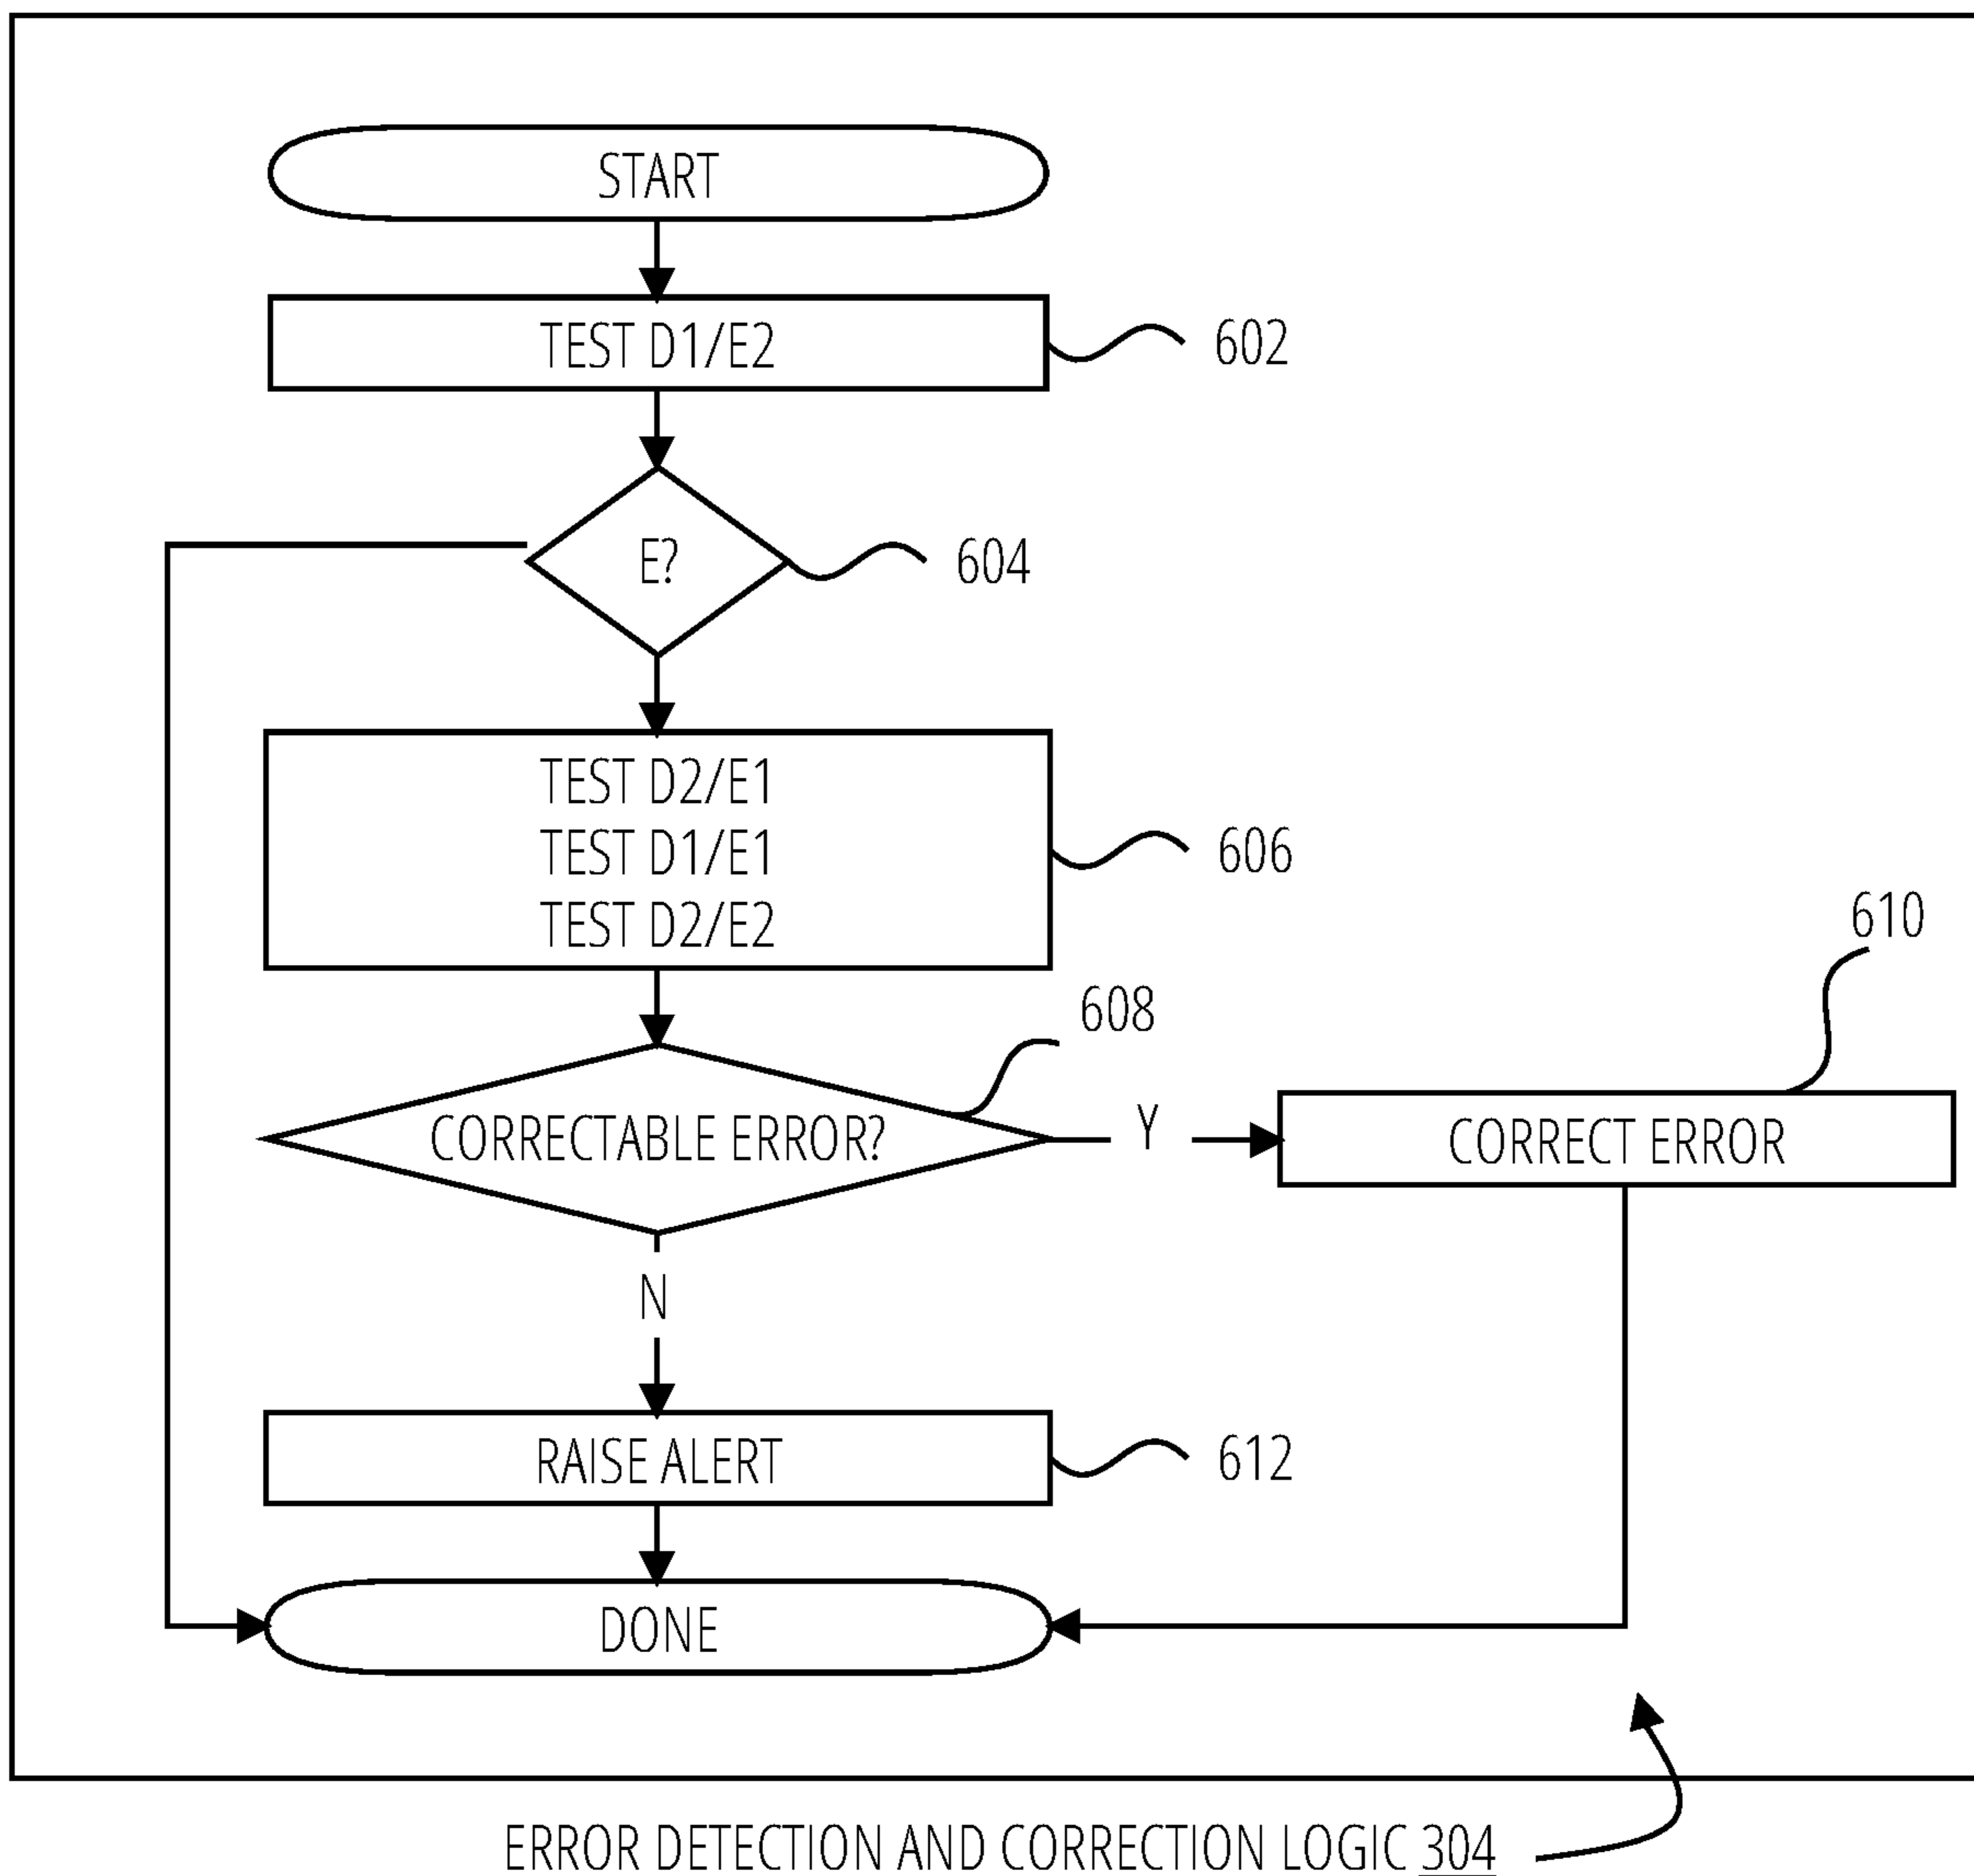 START
TEST D1/E2
602
E?
604
TEST D2/E1
TEST D1/E1
TEST D2/E2
606
610
608
CORRECTABLE ERROR?
Y
CORRECT ERROR
N
RAISE ALERT
612
DONE
ERROR DETECTION AND CORRECTION LOGIC 304